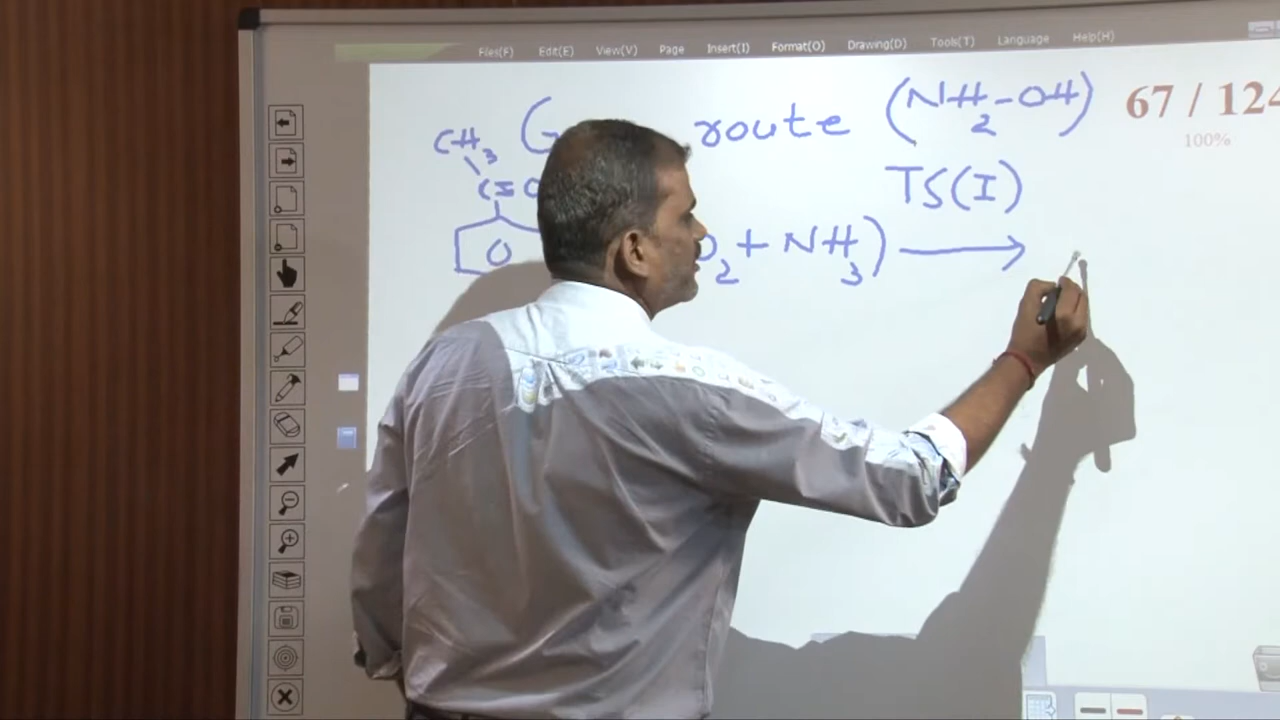 Files(F) Edit(E) View(V) Page Insert(I) Format(O) Drawing(D) Tools(T) Language Help(H)
67 / 124
100%
G route (NH2-OH)
CH3
TS(I)
2 + NH3) ⟶